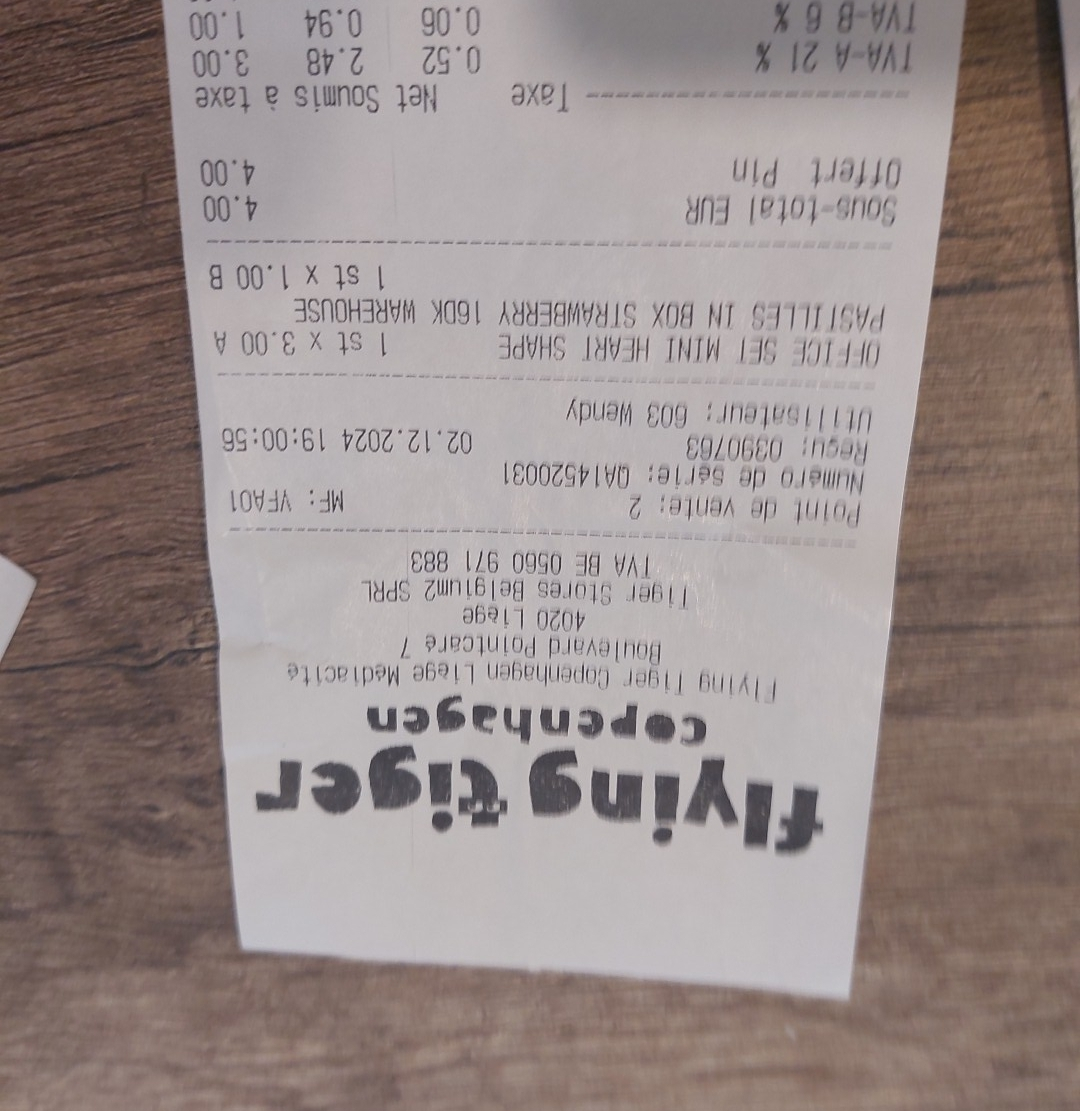 flying tiger
copenhagen
Flying Tiger Copenhagen Liege Mediacité
Boulevard Pointcaré 7
4020 Liège
Tiger Stores Belgium2 SPRL
TVA BE 0560 971 883
Point de vente: 2 MF: VFA01
Numéro de série: QA14520031
Reçu: 0390763 02.12.2024 19:00:56
Utilisateur: 603 Wendy
OFFICE SET MINI HEART SHAPE 1 st x 3.00 A
PASTILLES IN BOX STRAWBERRY 16DK WAREHOUSE
1 st x 1.00 B
Sous-total EUR 4.00
Offert Pin 4.00
Taxe Net Soumis à taxe
TVA-A 21 % 0.52 2.48 3.00
TVA-B 6 % 0.06 0.94 1.00